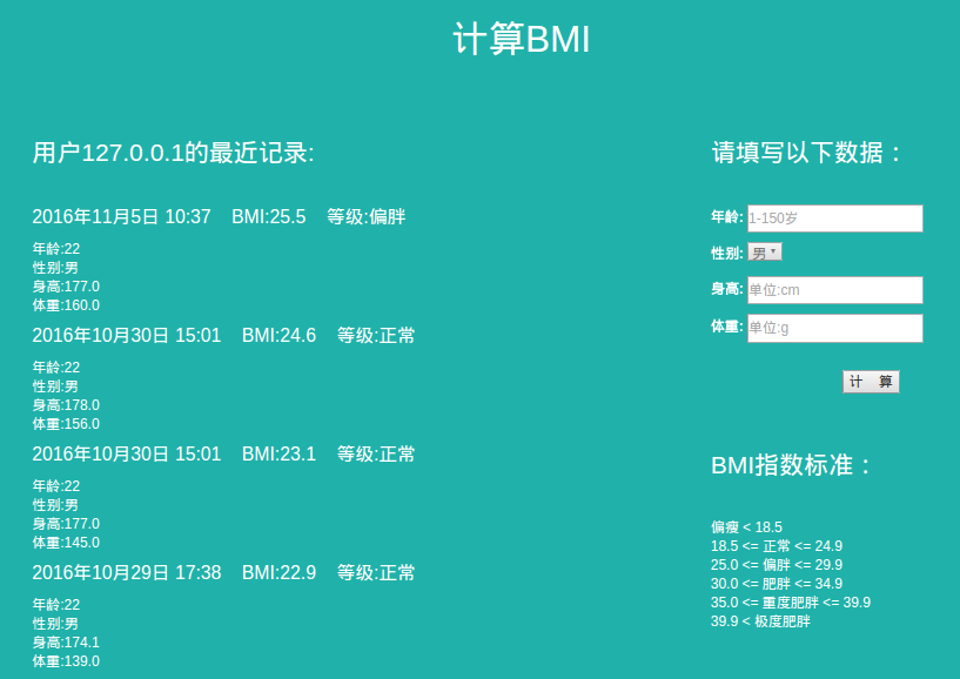 计算BMI
用户127.0.0.1的最近记录:
2016年11月5日 10:37 BMI:25.5 等级:偏胖
年龄:22
性别:男
身高:177.0
体重:160.0
2016年10月30日 15:01 BMI:24.6 等级:正常
年龄:22
性别:男
身高:178.0
体重:156.0
2016年10月30日 15:01 BMI:23.1 等级:正常
年龄:22
性别:男
身高:177.0
体重:145.0
2016年10月29日 17:38 BMI:22.9 等级:正常
年龄:22
性别:男
身高:174.1
体重:139.0
请填写以下数据：
年龄: 1-150岁
性别: 男
身高: 单位:cm
体重: 单位:g
计 算
BMI指数标准：
偏瘦 < 18.5
18.5 <= 正常 <= 24.9
25.0 <= 偏胖 <= 29.9
30.0 <= 肥胖 <= 34.9
35.0 <= 重度肥胖 <= 39.9
39.9 < 极度肥胖